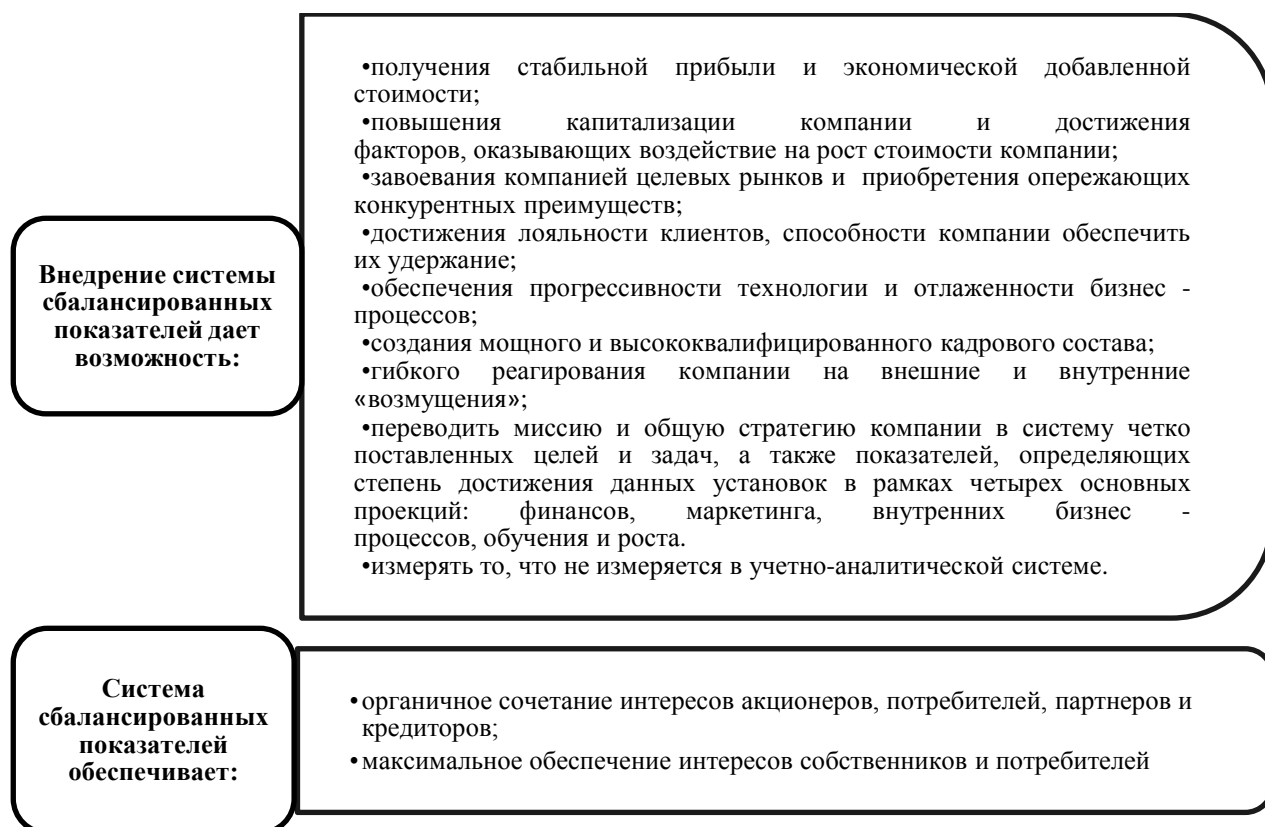 Внедрение системы
сбалансированных
показателей дает
возможность:
•получения стабильной прибыли и экономической добавленной
стоимости;
•повышения капитализации компании и достижения
факторов, оказывающих воздействие на рост стоимости компании;
•завоевания компанией целевых рынков и приобретения опережающих
конкурентных преимуществ;
•достижения лояльности клиентов, способности компании обеспечить
их удержание;
•обеспечения прогрессивности технологии и отлаженности бизнес -
процессов;
•создания мощного и высококвалифицированного кадрового состава;
•гибкого реагирования компании на внешние и внутренние
«возмущения»;
•переводить миссию и общую стратегию компании в систему четко
поставленных целей и задач, а также показателей, определяющих
степень достижения данных установок в рамках четырех основных
проекций: финансов, маркетинга, внутренних бизнес -
процессов, обучения и роста.
•измерять то, что не измеряется в учетно-аналитической системе.
Система
сбалансированных
показателей
обеспечивает:
•органичное сочетание интересов акционеров, потребителей, партнеров и
кредиторов;
•максимальное обеспечение интересов собственников и потребителей